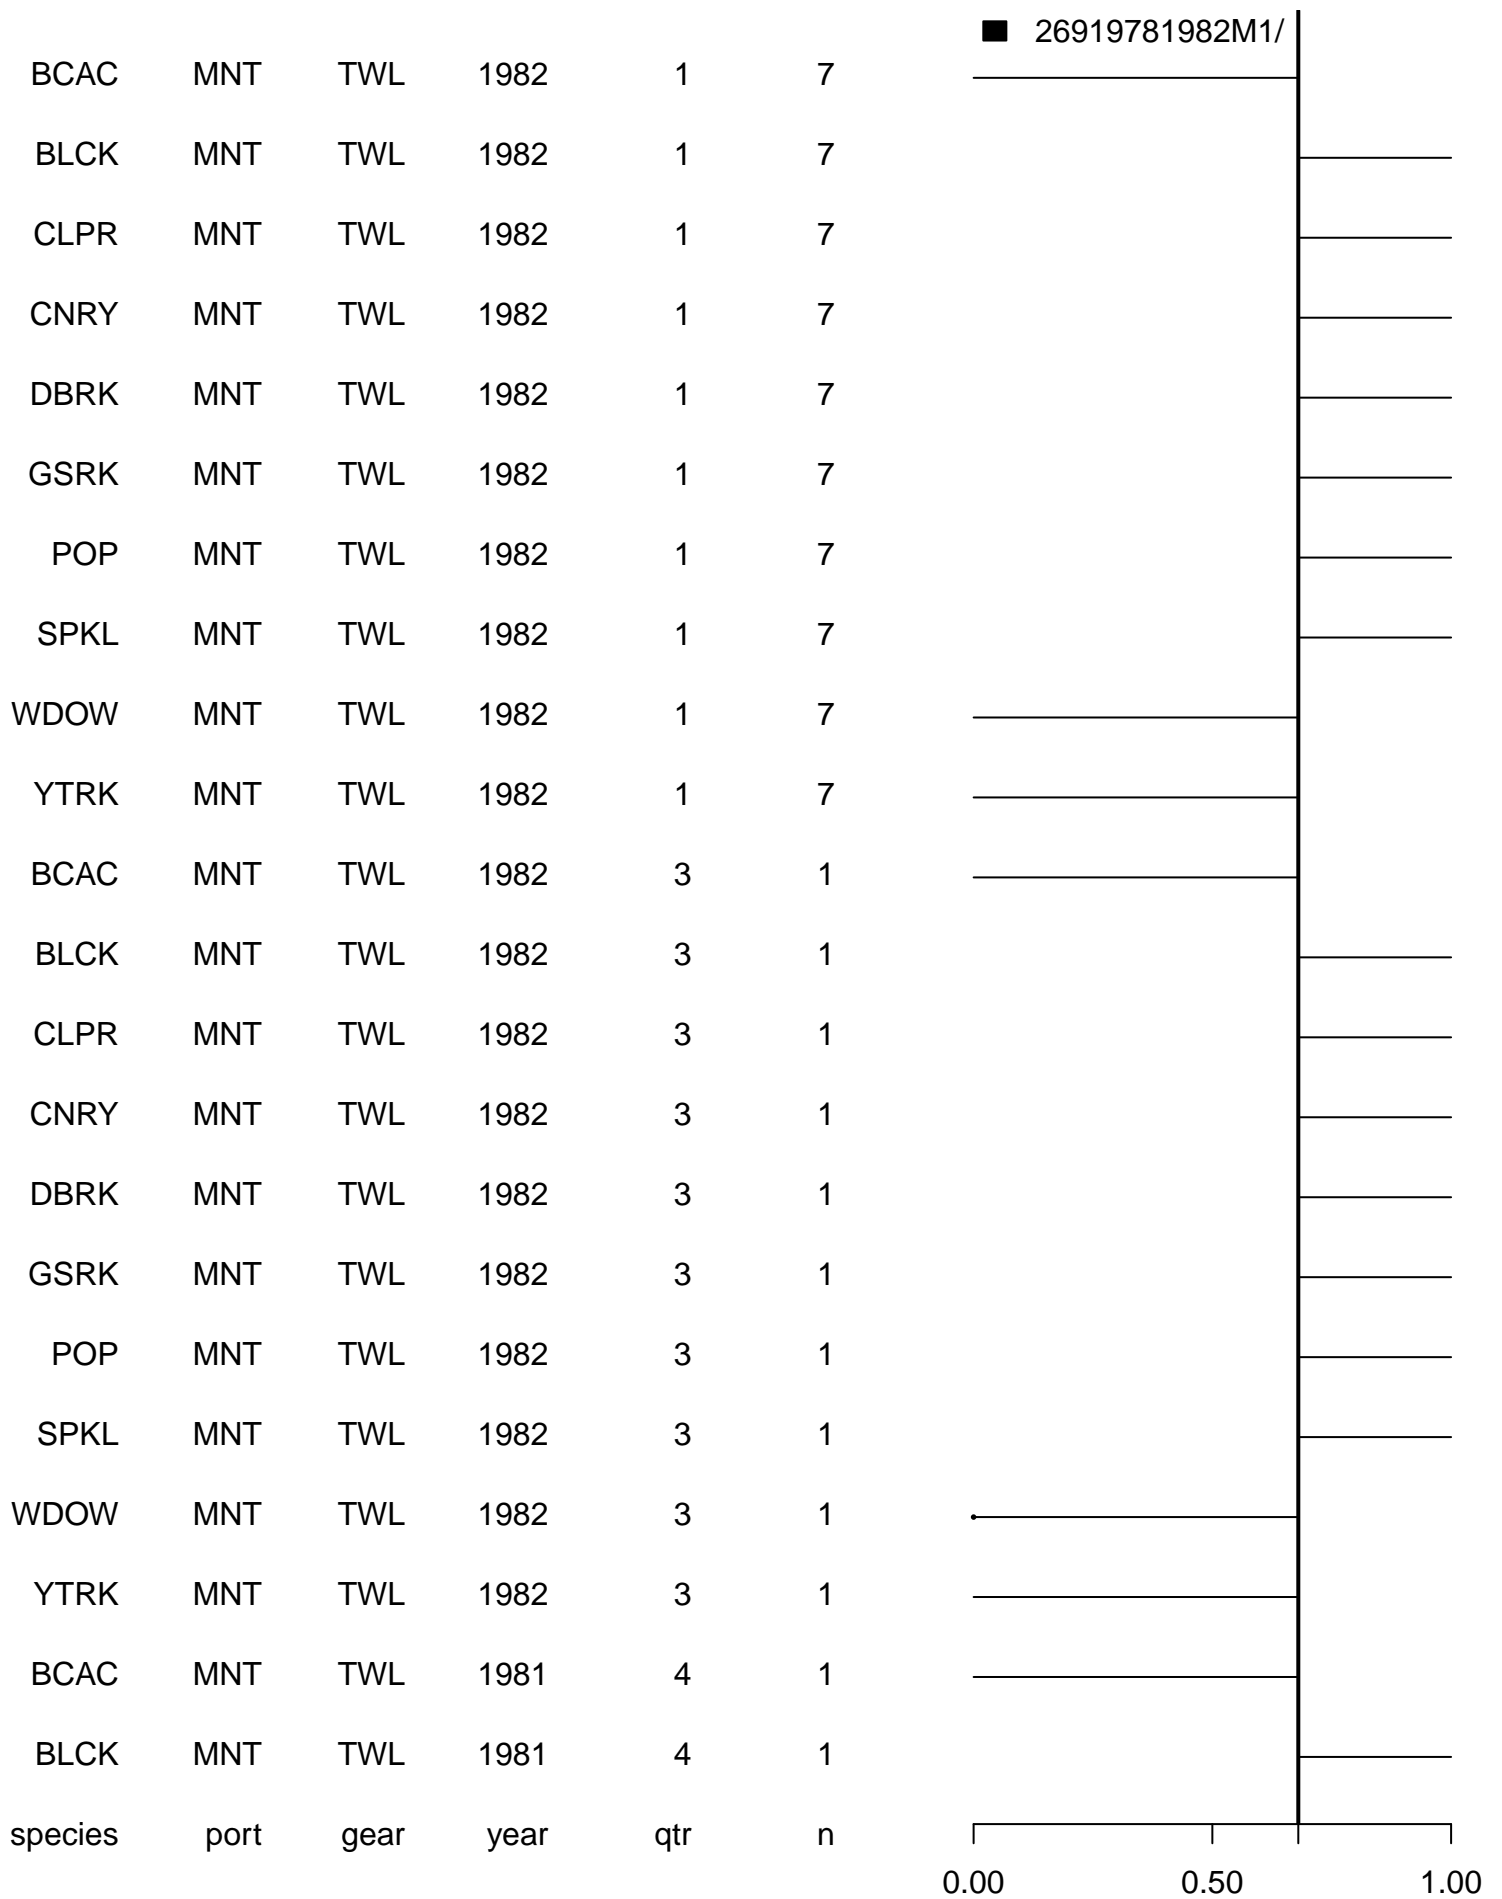 26919781982M1/
BCAC MNT TWL 1982 1 7
BLCK MNT TWL 1982 1 7
CLPR MNT TWL 1982 1 7
CNRY MNT TWL 1982 1 7
DBRK MNT TWL 1982 1 7
GSRK MNT TWL 1982 1 7
POP MNT TWL 1982 1 7
SPKL MNT TWL 1982 1 7
WDOW MNT TWL 1982 1 7
YTRK MNT TWL 1982 1 7
BCAC MNT TWL 1982 3 1
BLCK MNT TWL 1982 3 1
CLPR MNT TWL 1982 3 1
CNRY MNT TWL 1982 3 1
DBRK MNT TWL 1982 3 1
GSRK MNT TWL 1982 3 1
POP MNT TWL 1982 3 1
SPKL MNT TWL 1982 3 1
WDOW MNT TWL 1982 3 1
YTRK MNT TWL 1982 3 1
BCAC MNT TWL 1981 4 1
BLCK MNT TWL 1981 4 1
species port gear year qtr n
0.00 0.50 1.00